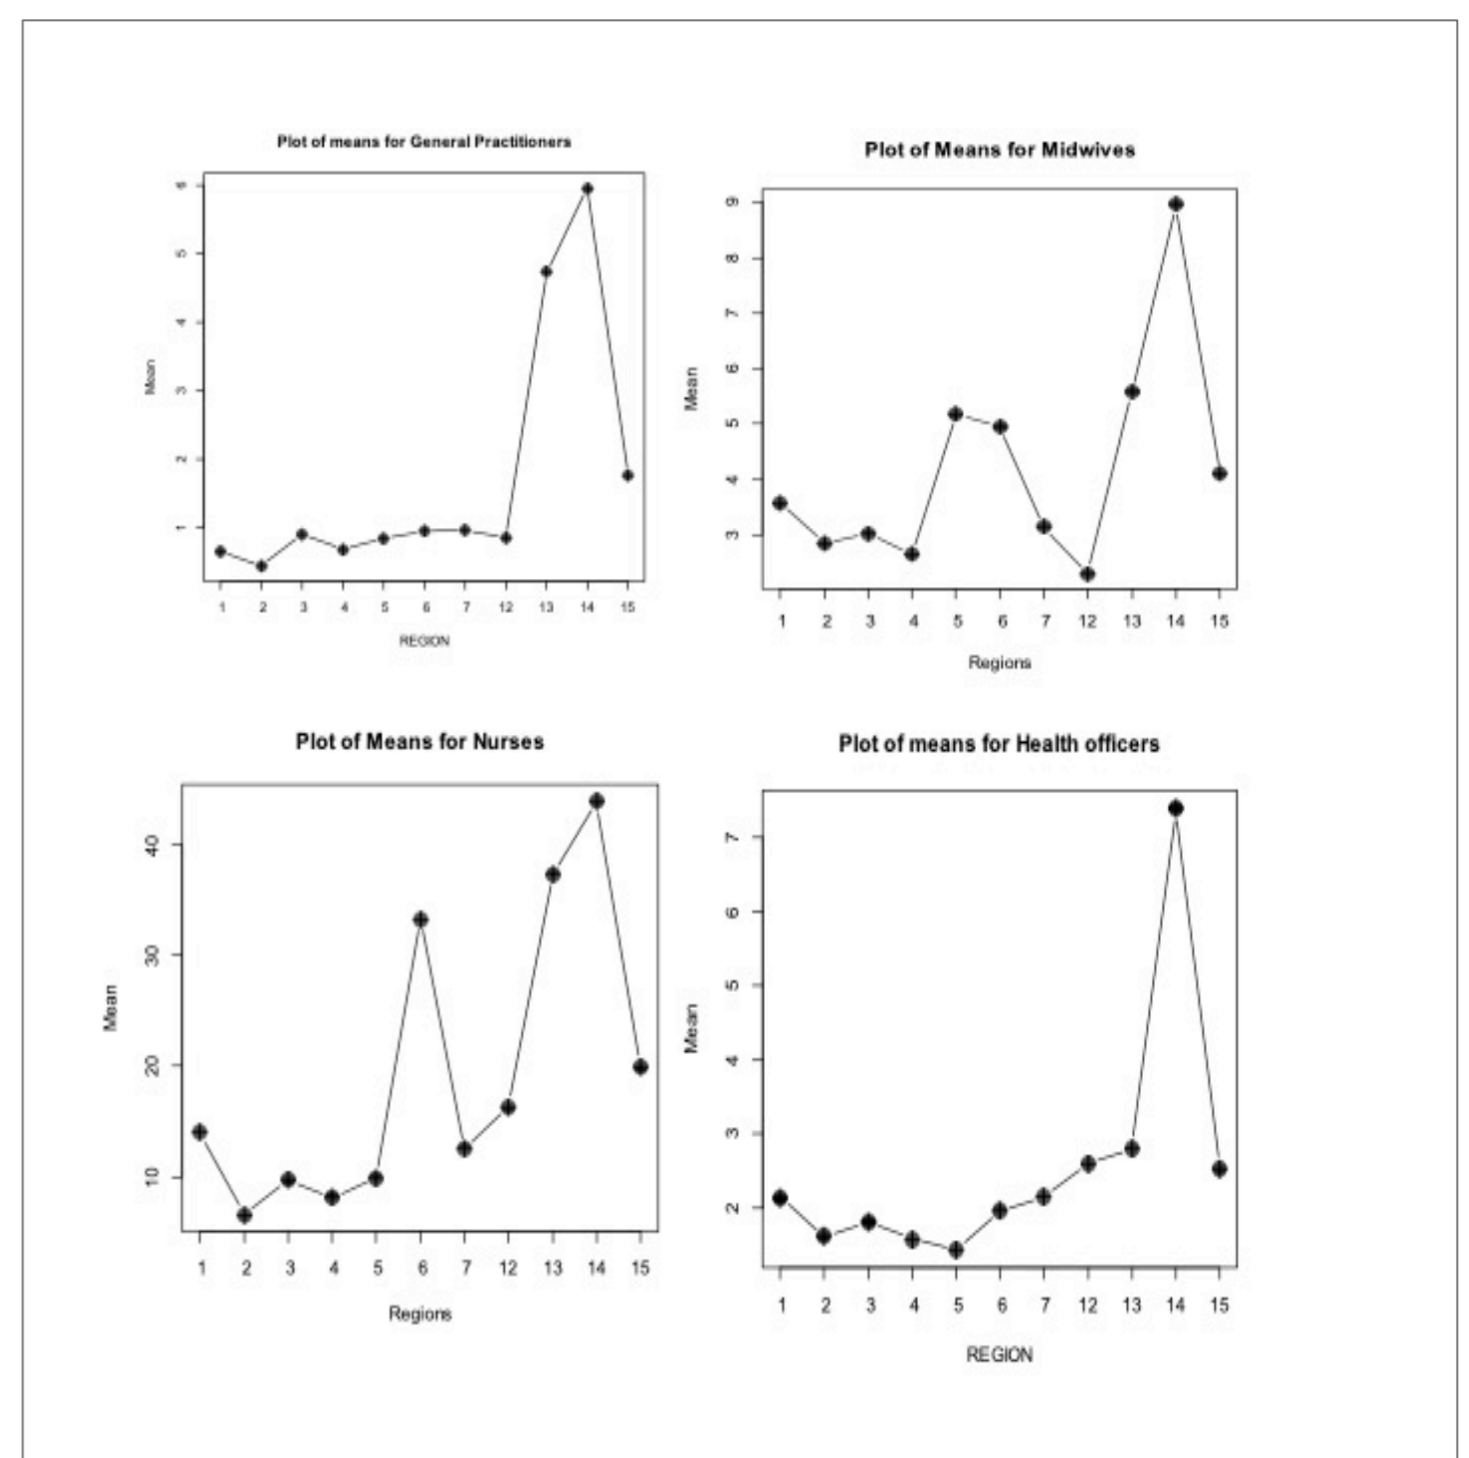 Plot of means for General Practitioners
6
5
4
3
2
1
Mean
1 2 3 4 5 6 7 12 13 14 15
REGION
Plot of Means for Midwives
9
8
7
6
5
4
3
Mean
1 2 3 4 5 6 7 12 13 14 15
Regions
Plot of Means for Nurses
40
30
20
10
Mean
1 2 3 4 5 6 7 12 13 14 15
Regions
Plot of means for Health officers
7
6
5
4
3
2
Mean
1 2 3 4 5 6 7 12 13 14 15
REGION